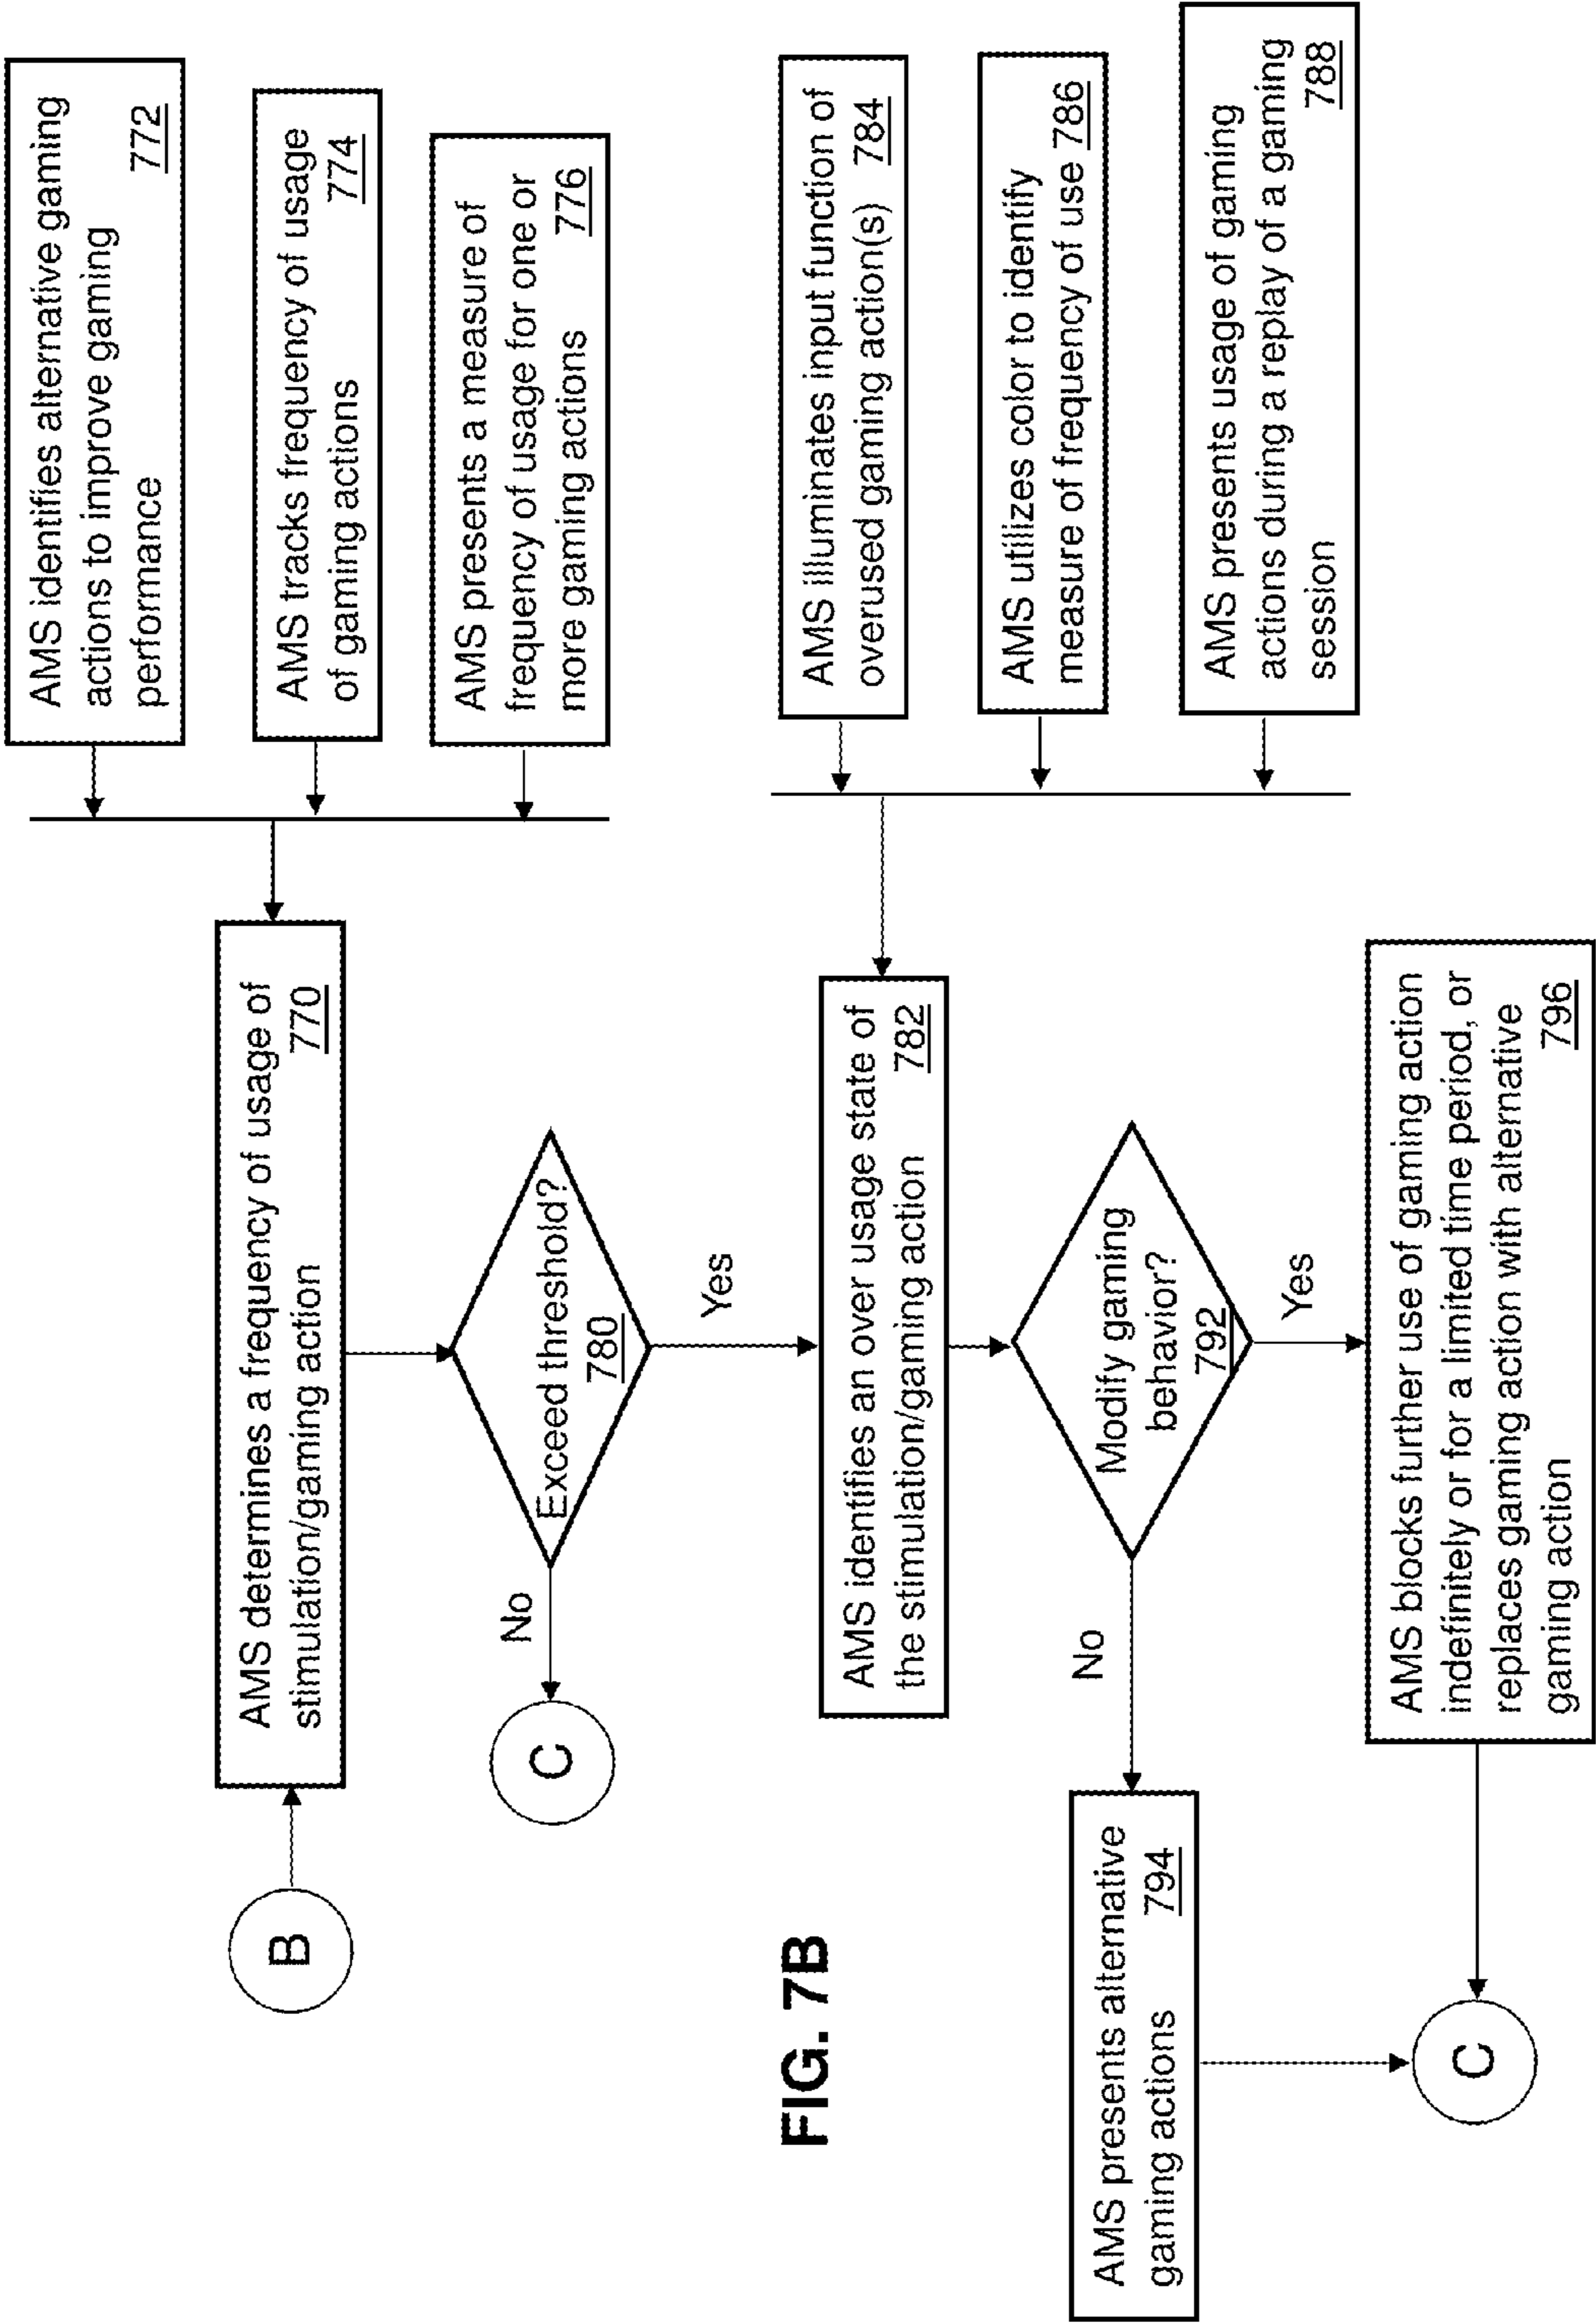 B
AMS determines a frequency of usage of
stimulation/gaming action
770
AMS identifies alternative gaming
actions to improve gaming
performance
772
AMS tracks frequency of usage
of gaming actions
774
AMS presents a measure of
frequency of usage for one or
more gaming actions
776
Exceed threshold?
780
No
C
Yes
AMS identifies an over usage state of
the stimulation/gaming action
782
AMS illuminates input function of
overused gaming action(s) 784
AMS utilizes color to identify
measure of frequency of use 786
AMS presents usage of gaming
actions during a replay of a gaming
session
788
Modify gaming
behavior?
792
No
Yes
AMS presents alternative
gaming actions
794
AMS blocks further use of gaming action
indefinitely or for a limited time period, or
replaces gaming action with alternative
gaming action
796
C
FIG. 7B